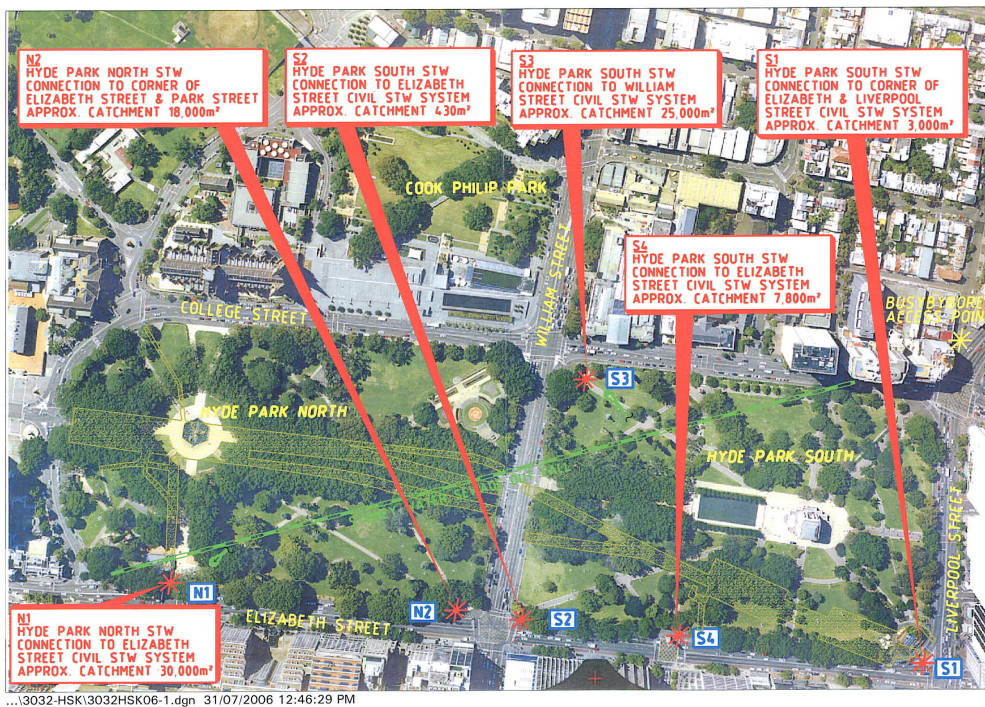 N2
HYDE PARK NORTH STW
CONNECTION TO CORNER OF
ELIZABETH STREET & PARK STREET
APPROX. CATCHMENT 18,000m²
S2
HYDE PARK SOUTH STW
CONNECTION TO ELIZABETH
STREET CIVIL STW SYSTEM
APPROX. CATCHMENT 430m²
S3
HYDE PARK SOUTH STW
CONNECTION TO WILLIAM
STREET CIVIL STW SYSTEM
APPROX. CATCHMENT 25,000m²
S1
HYDE PARK SOUTH STW
CONNECTION TO CORNER OF
ELIZABETH & LIVERPOOL
STREET CIVIL STW SYSTEM
APPROX. CATCHMENT 3,000m²
COOK PHILIP PARK
WILLIAM STREET
S4
HYDE PARK SOUTH STW
CONNECTION TO ELIZABETH
STREET CIVIL STW SYSTEM
APPROX. CATCHMENT 7,800m²
BUSBYBORE
ACCESS POIN
COLLEGE STREET
S3
HYDE PARK NORTH
HYDE PARK SOUTH
LIVERPOOL STREET
N1
N2
S2
S4
S1
ELIZABETH STREET
N1
HYDE PARK NORTH STW
CONNECTION TO ELIZABETH
STREET CIVIL STW SYSTEM
APPROX. CATCHMENT 30,000m²
...\3032-HSK\3032HSK06-1.dgn 31/07/2006 12:46:29 PM